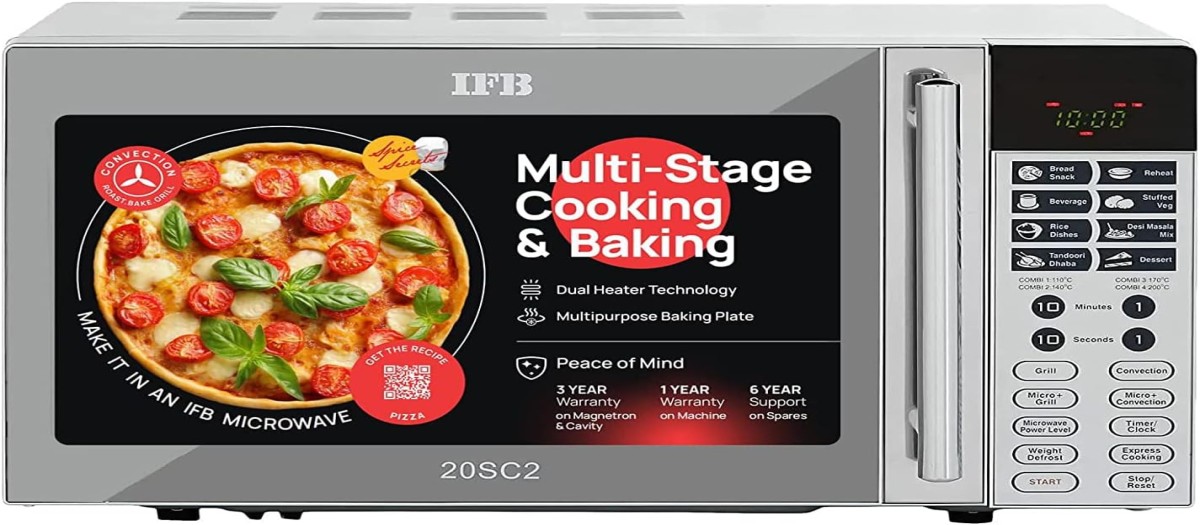 IFB
CONVECTION
ROAST.BAKE.GRILL
Spice
Secrets
MAKE IT IN AN IFB MICROWAVE
GET THE RECIPE
PIZZA
Multi-Stage
Cooking
& Baking
Dual Heater Technology
Multipurpose Baking Plate
Peace of Mind
3 YEAR
Warranty
on Magnetron
& Cavity
1 YEAR
Warranty
on Machine
6 YEAR
Support
on Spares
20SC2
10:00
Bread
Snack
Reheat
Beverage
Stuffed
Veg
Rice
Dishes
Desi Masala
Mix
Tandoori
Dhaba
Dessert
COMBI 1:110°C
COMBI 2:140°C
COMBI 3:170°C
COMBI 4:200°C
10 Minutes 1
10 Seconds 1
Grill
Convection
Micro+
Grill
Micro+
Convection
Microwave
Power Level
Timer/
Clock
Weight
Defrost
Express
Cooking
START
Stop/
Reset